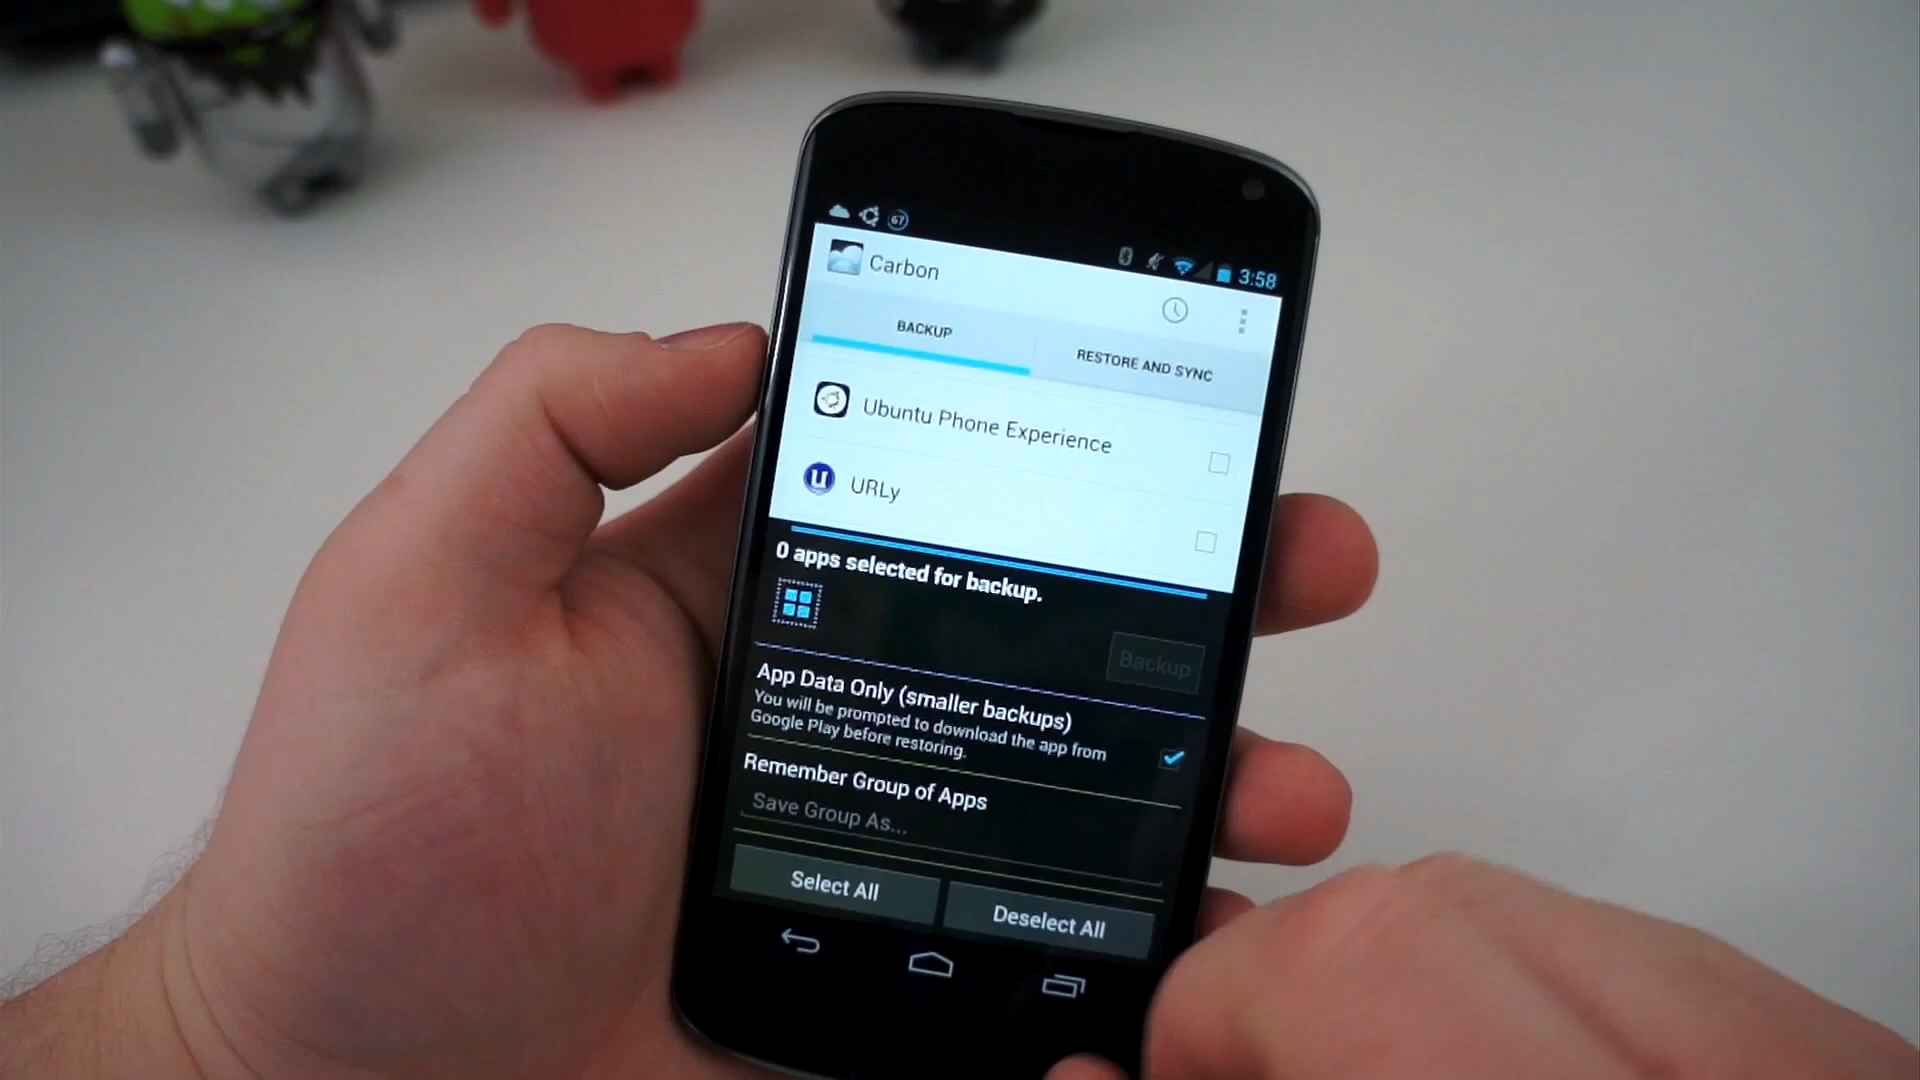 67
3:58
Carbon
BACKUP
RESTORE AND SYNC
Ubuntu Phone Experience
u
URLy
0 apps selected for backup.
Backup
App Data Only (smaller backups)
You will be prompted to download the app from
Google Play before restoring.
Remember Group of Apps
Save Group As...
Select All
Deselect All